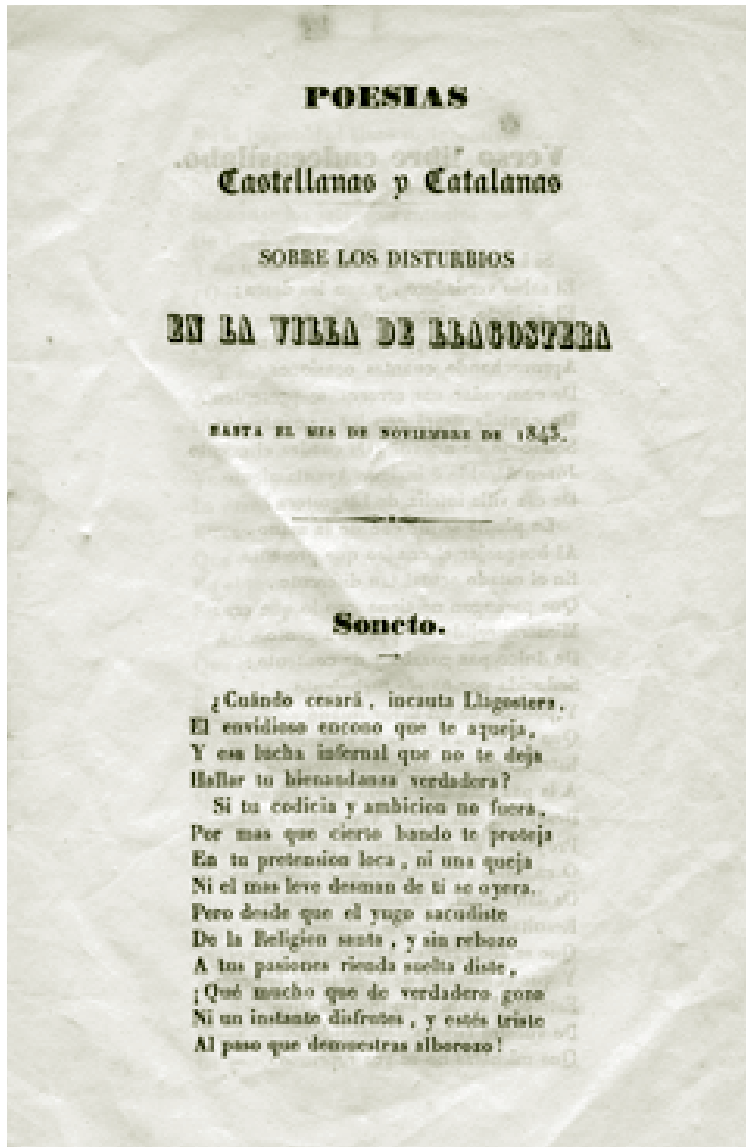 POESIAS
Castellanas y Catalanas
SOBRE LOS DISTURBIOS
EN LA VILLA DE LLAGOSTERA
HASTA EL MES DE NOVIEMBRE DE 1843.
Soneto.
¿Cuándo cesará, incauta Llagostera,
El envidioso encono que te aqueja,
Y esa lucha infernal que no te deja
Hallar tu bienandanza verdadera?
Si tu codicia y ambicion no fuera,
Por mas que cierto bando te proteja
En tu pretension loca, ni una queja
Ni el mas leve desman de ti se oyera.
Pero desde que el yugo sacudiste
De la Religion santa, y sin rebozo
A tus pasiones rienda suelta diste,
¡Qué mucho que de verdadero gozo
Ni un instante disfrutes, y estés triste
Al paso que demuestras alborozo!